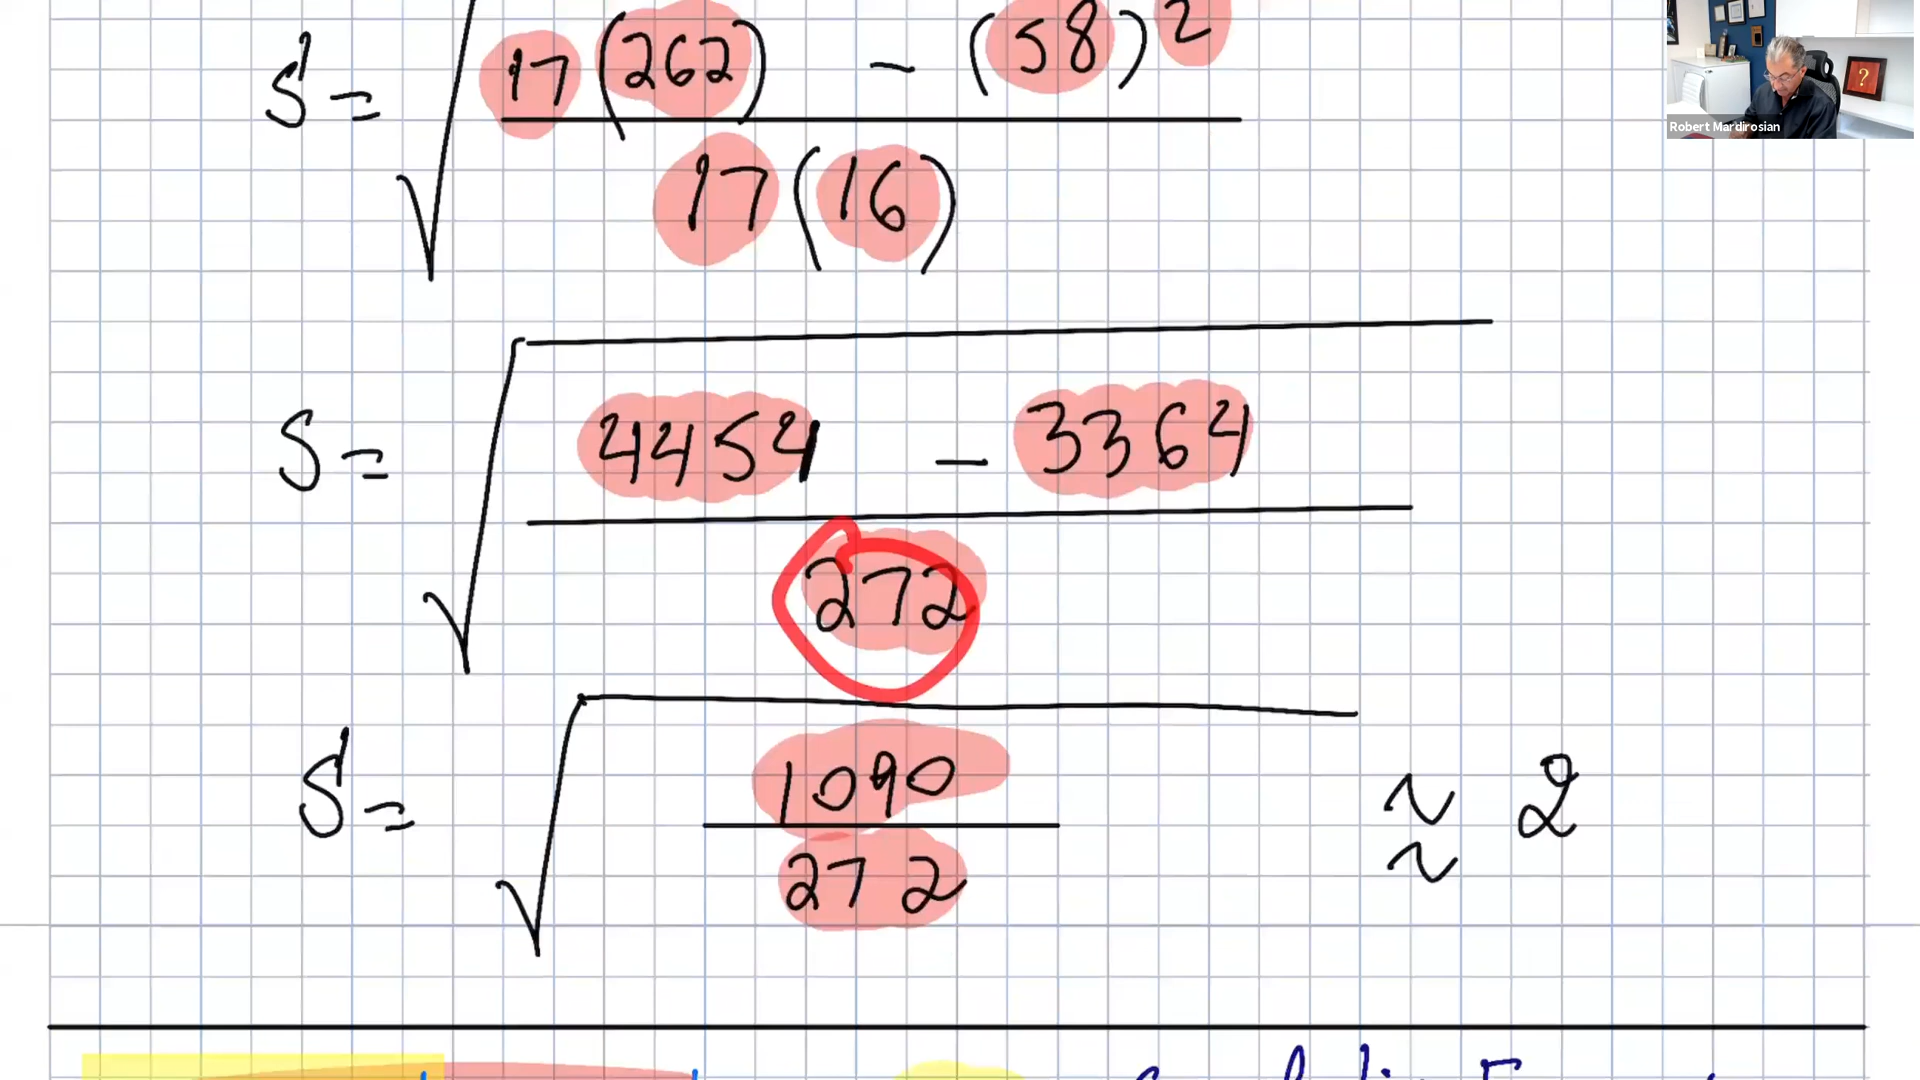 S = √ 17(262) - (58)²
17(16)
?
Robert Mardirosian
S = √ 4454 - 3364
272
S = √ 1090
272
≈ 2